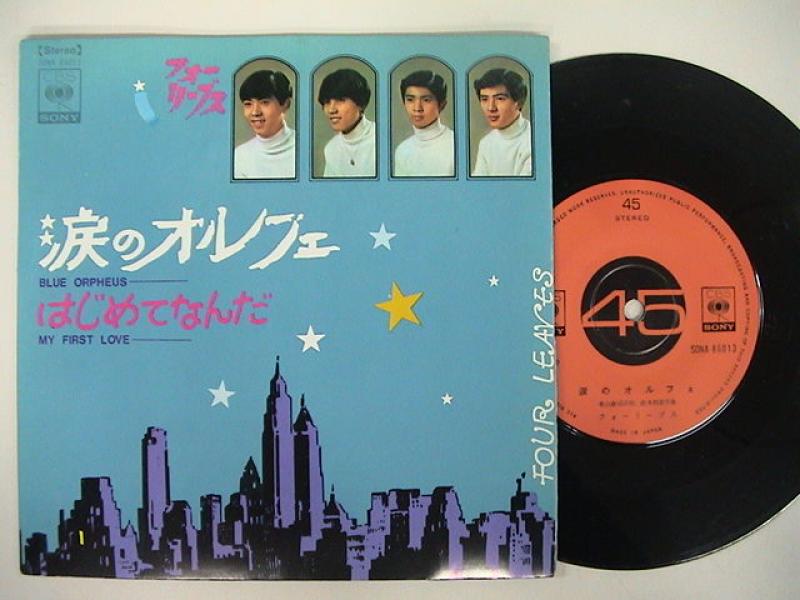 【Stereo】
SONA 86013
CBS
SONY
フォー
リーブス
涙のオルフェ
BLUE ORPHEUS
はじめてなんだ
MY FIRST LOVE
FOUR LEAVES
45
STEREO
45
CBS
SONY
SONA 86013
涙のオルフェ
フォーリーブス
MADE IN JAPAN